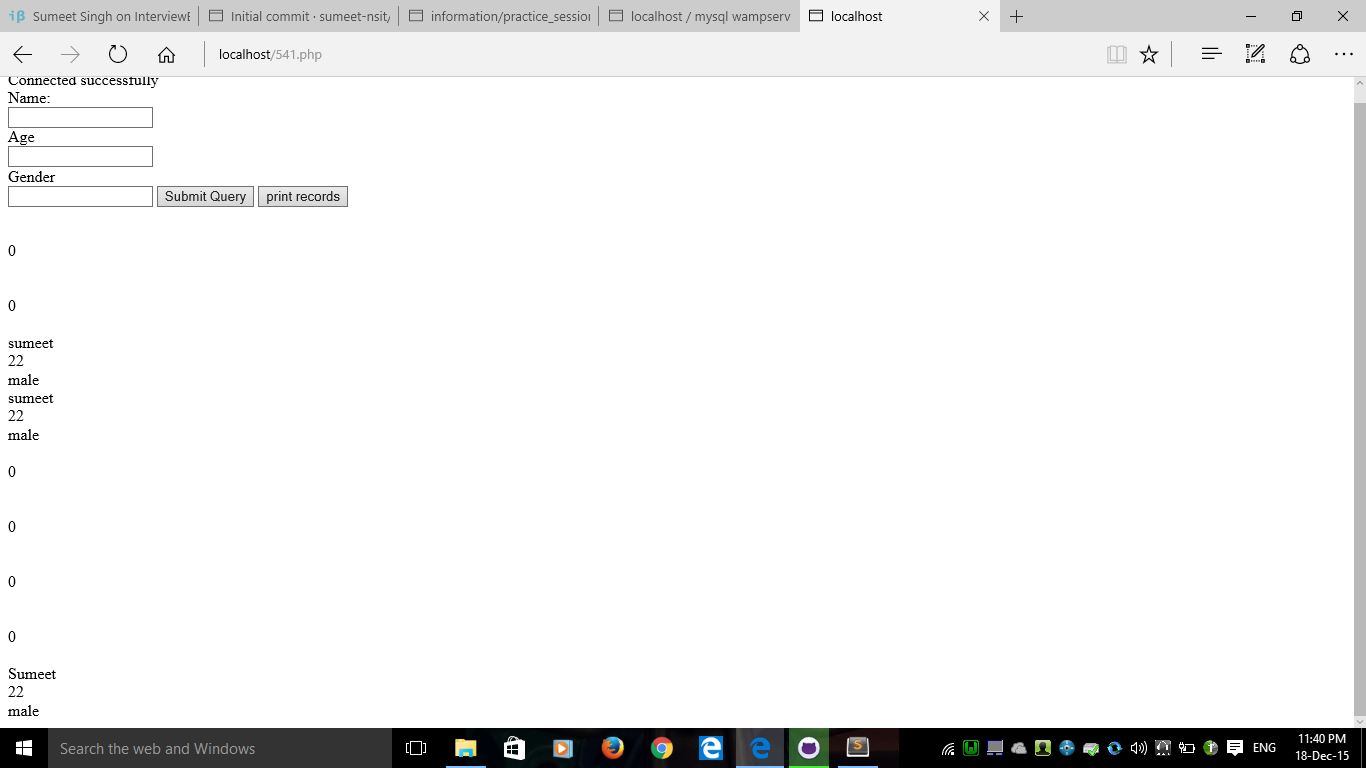 Sumeet Singh on InterviewB
Initial commit · sumeet-nsit/
information/practice_session
localhost / mysql wampserv
localhost
localhost/541.php
Connected successfully
Name:
Age
Gender
Submit Query
print records
0
0
sumeet
22
male
sumeet
22
male
0
0
0
0
Sumeet
22
male
Search the web and Windows
ENG
11:40 PM
18-Dec-15